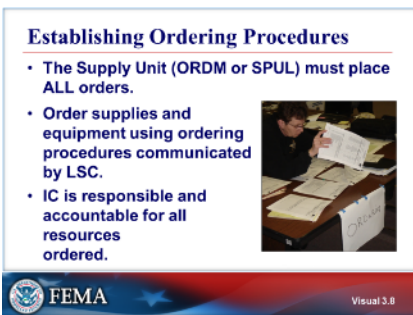 Establishing Ordering Procedures
• The Supply Unit (ORDM or SPUL) must place
ALL orders.
• Order supplies and
equipment using ordering
procedures communicated
by LSC.
• IC is responsible and
accountable for all
resources
ordered.
FEMA
Visual 3.8